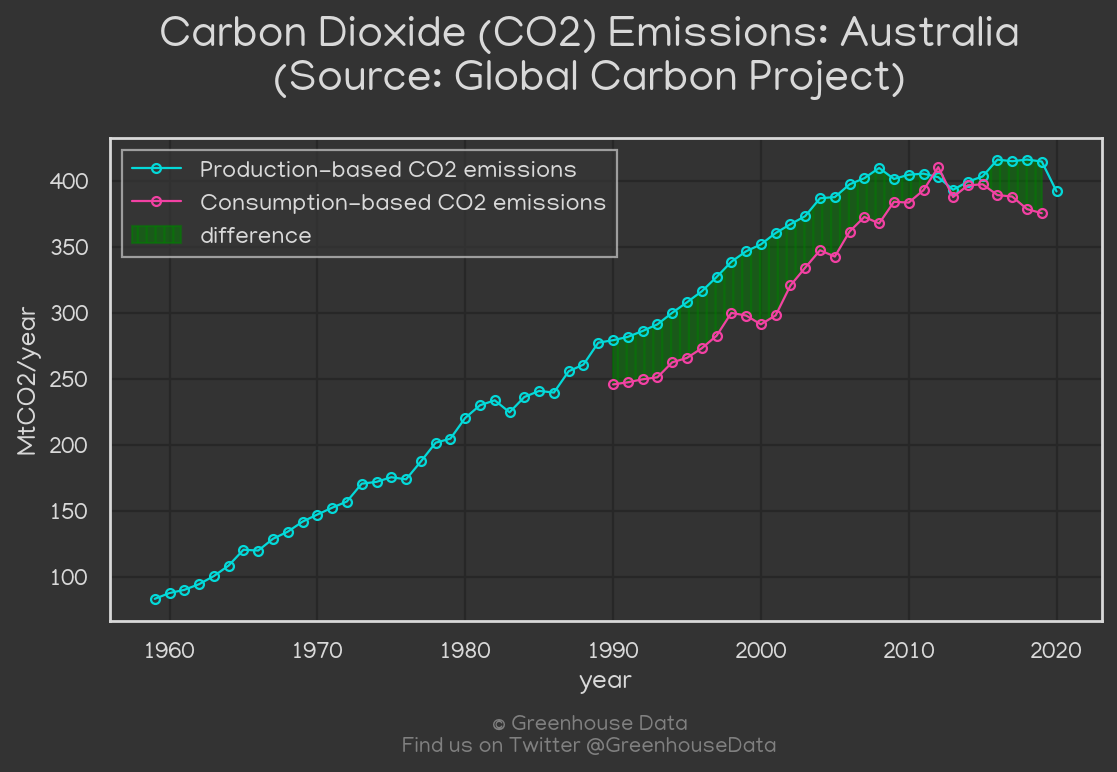 Carbon Dioxide (CO2) Emissions: Australia
(Source: Global Carbon Project)
Production-based CO2 emissions
Consumption-based CO2 emissions
difference
MtCO2/year
400
350
300
250
200
150
100
1960 1970 1980 1990 2000 2010 2020
year
© Greenhouse Data
Find us on Twitter @GreenhouseData